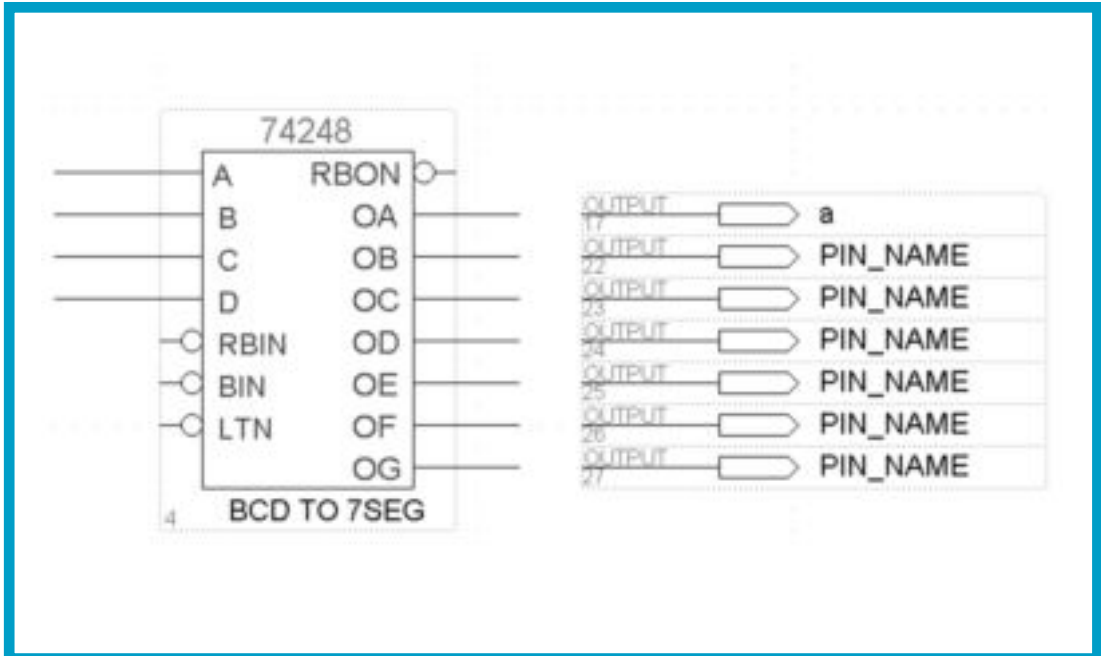 74248
A RBON
B OA
C OB
D OC
RBIN OD
BIN OE
LTN OF
OG
BCD TO 7SEG
4
OUTPUT
17
a
OUTPUT
22
PIN_NAME
OUTPUT
23
PIN_NAME
OUTPUT
24
PIN_NAME
OUTPUT
25
PIN_NAME
OUTPUT
26
PIN_NAME
OUTPUT
27
PIN_NAME